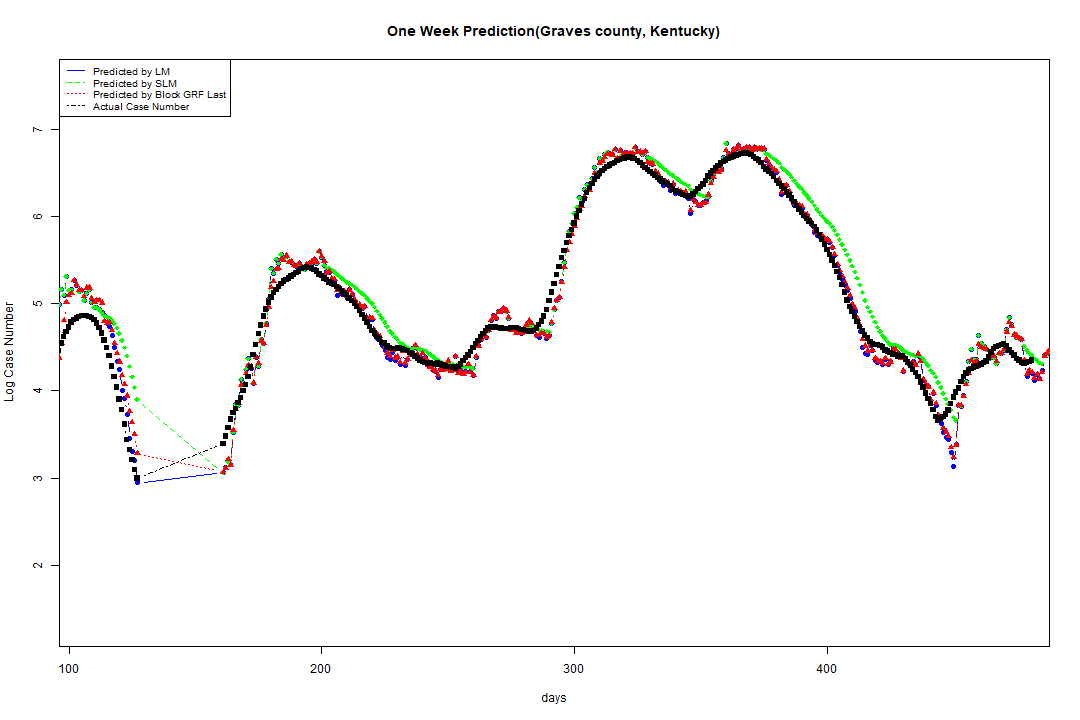 One Week Prediction(Graves county, Kentucky)
Predicted by LM
Predicted by SLM
Predicted by Block GRF Last
Actual Case Number
7
6
5
4
3
2
Log Case Number
100 200 300 400
days